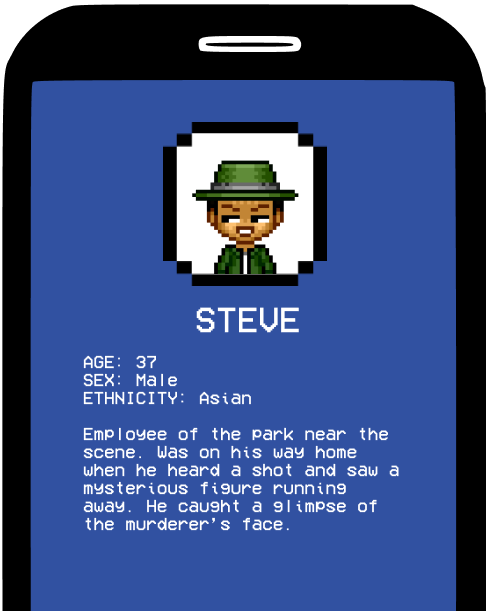 STEVE
AGE: 37
SEX: Male
ETHNICITY: Asian
Employee of the park near the
scene. Was on his way home
when he heard a shot and saw a
mysterious figure running
away. He caught a glimpse of
the murderer's face.